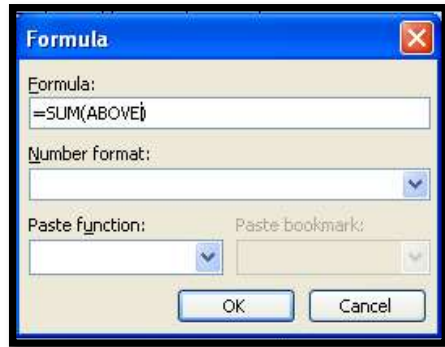 Formula
Formula:
=SUM(ABOVE)
Number format:
Paste function: Paste bookmark:
OK Cancel